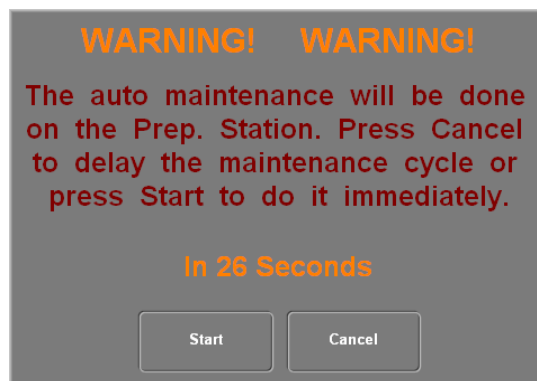 WARNING! WARNING!
The auto maintenance will be done
on the Prep. Station. Press Cancel
to delay the maintenance cycle or
press Start to do it immediately.
In 26 Seconds
Start Cancel